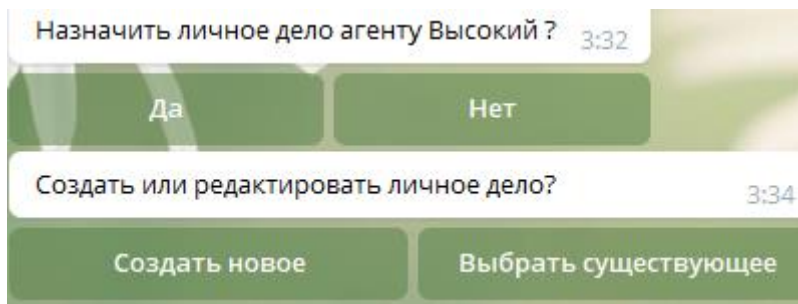 Назначить личное дело агенту Высокий ? 3:32
Да Нет
Создать или редактировать личное дело? 3:34
Создать новое Выбрать существующее